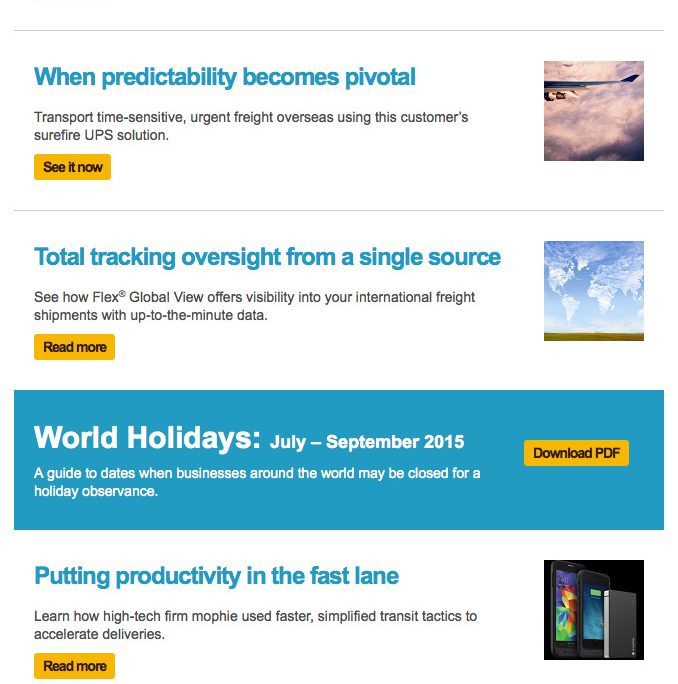 When predictability becomes pivotal
Transport time-sensitive, urgent freight overseas using this customer’s
surefire UPS solution.
See it now
Total tracking oversight from a single source
See how Flex® Global View offers visibility into your international freight
shipments with up-to-the-minute data.
Read more
World Holidays: July – September 2015
A guide to dates when businesses around the world may be closed for a
holiday observance.
Download PDF
Putting productivity in the fast lane
Learn how high-tech firm mophie used faster, simplified transit tactics to
accelerate deliveries.
Read more